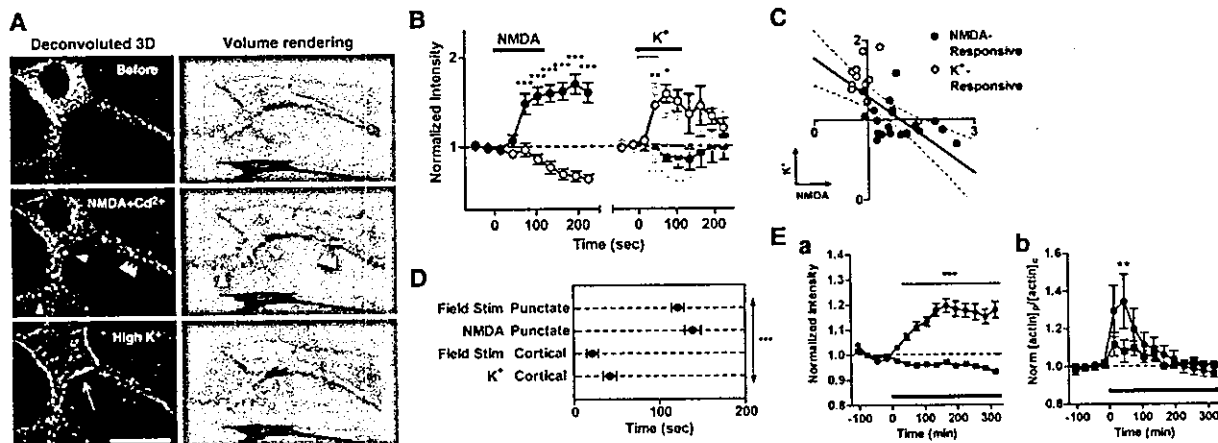 A
Deconvoluted 3D
Volume rendering
Before
NMDA+Cd2+
High K+
B
NMDA
K+
Normalized Intensity
2
1
0 100 200
0 100 200
Time (sec)
C
2
0
3
0
K+
NMDA
NMDA-
Responsive
K+-
Responsive
D
Field Stim Punctate
NMDA Punctate
Field Stim Cortical
K+ Cortical
***
0 100 200
Time (sec)
E
a
Normalized Intensity
1.4
1.3
1.2
1.1
1.0
0.9
0.8
***
-100 0 100 200 300
Time (min)
b
Norm [actin]p/[actin]c
1.6
1.4
1.2
1.0
0.8
**
-100 0 100 200 300
Time (min)